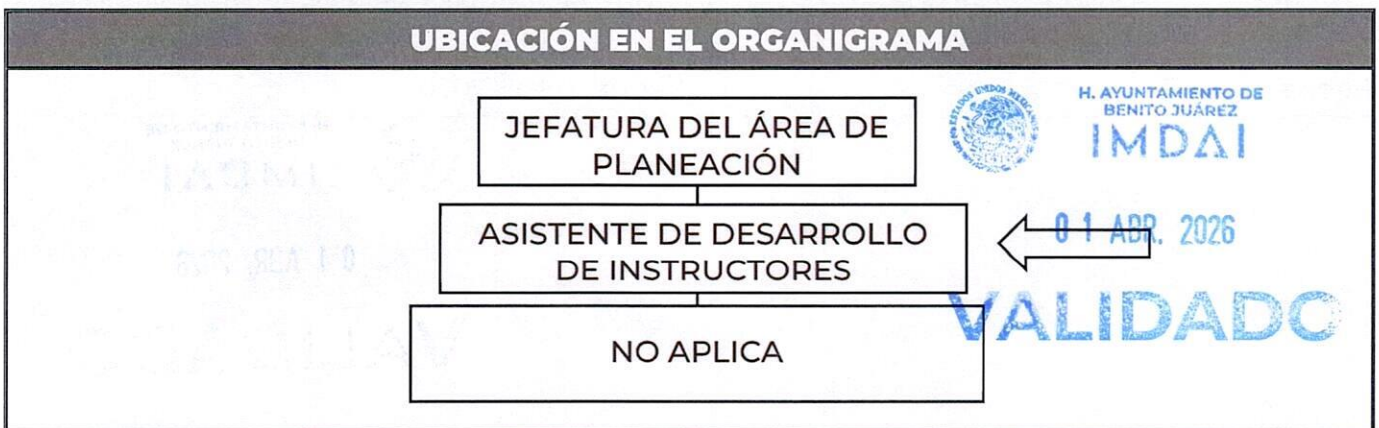 UBICACIÓN EN EL ORGANIGRAMA
JEFATURA DEL ÁREA DE
PLANEACIÓN
H. AYUNTAMIENTO DE
BENITO JUÁREZ
IMDAI
ASISTENTE DE DESARROLLO
DE INSTRUCTORES
01 ABR. 2026
VALIDADO
NO APLICA